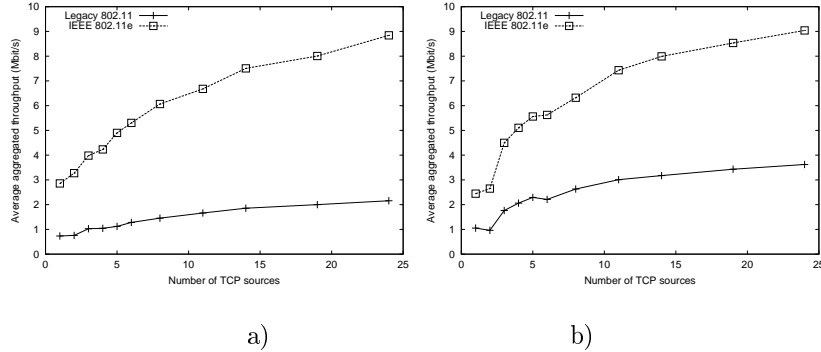 Legacy 802.11
IEEE 802.11e
Average aggregated throughput (Mbit/s)
10
9
8
7
6
5
4
3
2
1
0
0 5 10 15 20 25
Number of TCP sources
a)
Legacy 802.11
IEEE 802.11e
Average aggregated throughput (Mbit/s)
10
9
8
7
6
5
4
3
2
1
0
0 5 10 15 20 25
Number of TCP sources
b)